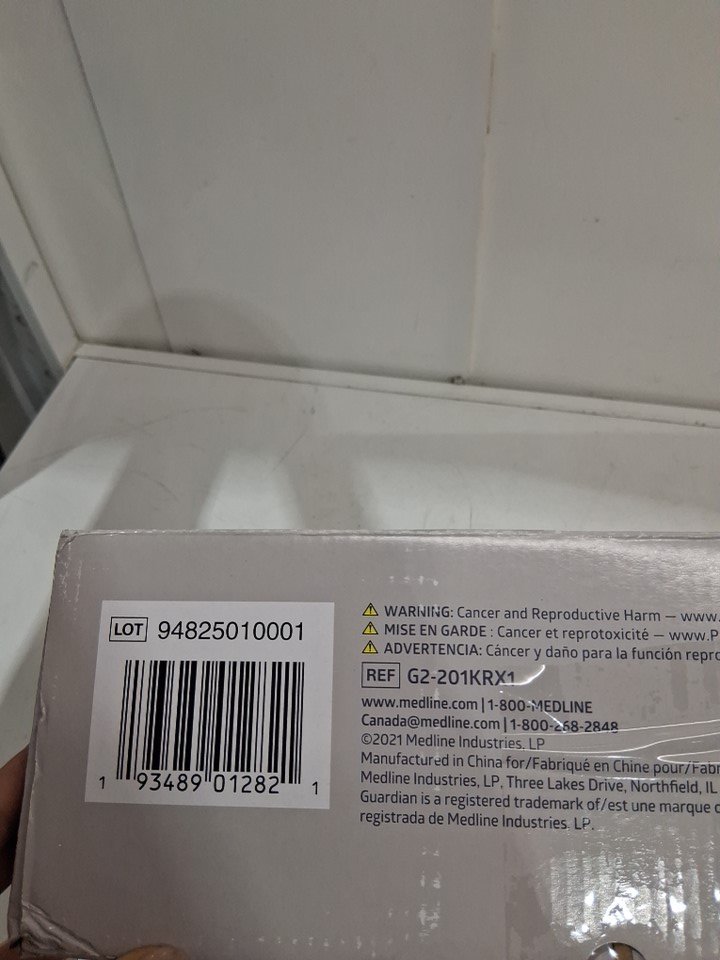 LOT 94825010001
1 93489 01282 1
WARNING: Cancer and Reproductive Harm — www.
MISE EN GARDE : Cancer et reprotoxicité — www.P
ADVERTENCIA: Cáncer y daño para la función repro
REF G2-201KRX1
www.medline.com | 1-800-MEDLINE
Canada@medline.com | 1-800-268-2848
©2021 Medline Industries, LP
Manufactured in China for/Fabriqué en Chine pour/Fabr
Medline Industries, LP, Three Lakes Drive, Northfield, IL
Guardian is a registered trademark of/est une marque
registrada de Medline Industries, LP.